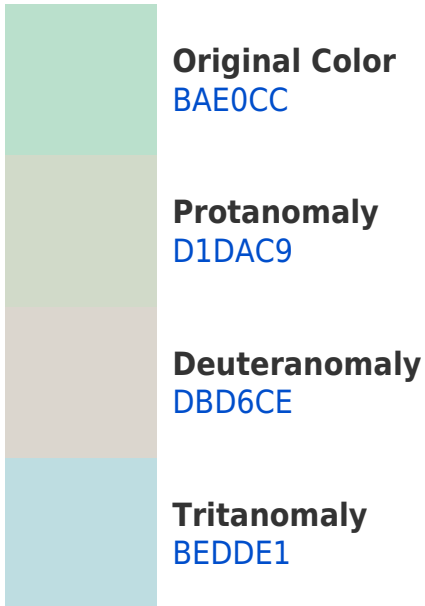 Original Color
BAE0CC
Protanomaly
D1DAC9
Deuteranomaly
DBD6CE
Tritanomaly
BEDDE1